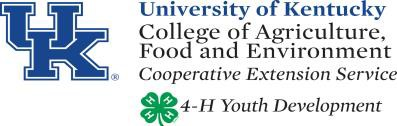 UK®
University of Kentucky
College of Agriculture,
Food and Environment
Cooperative Extension Service
H H H H
4-H Youth Development